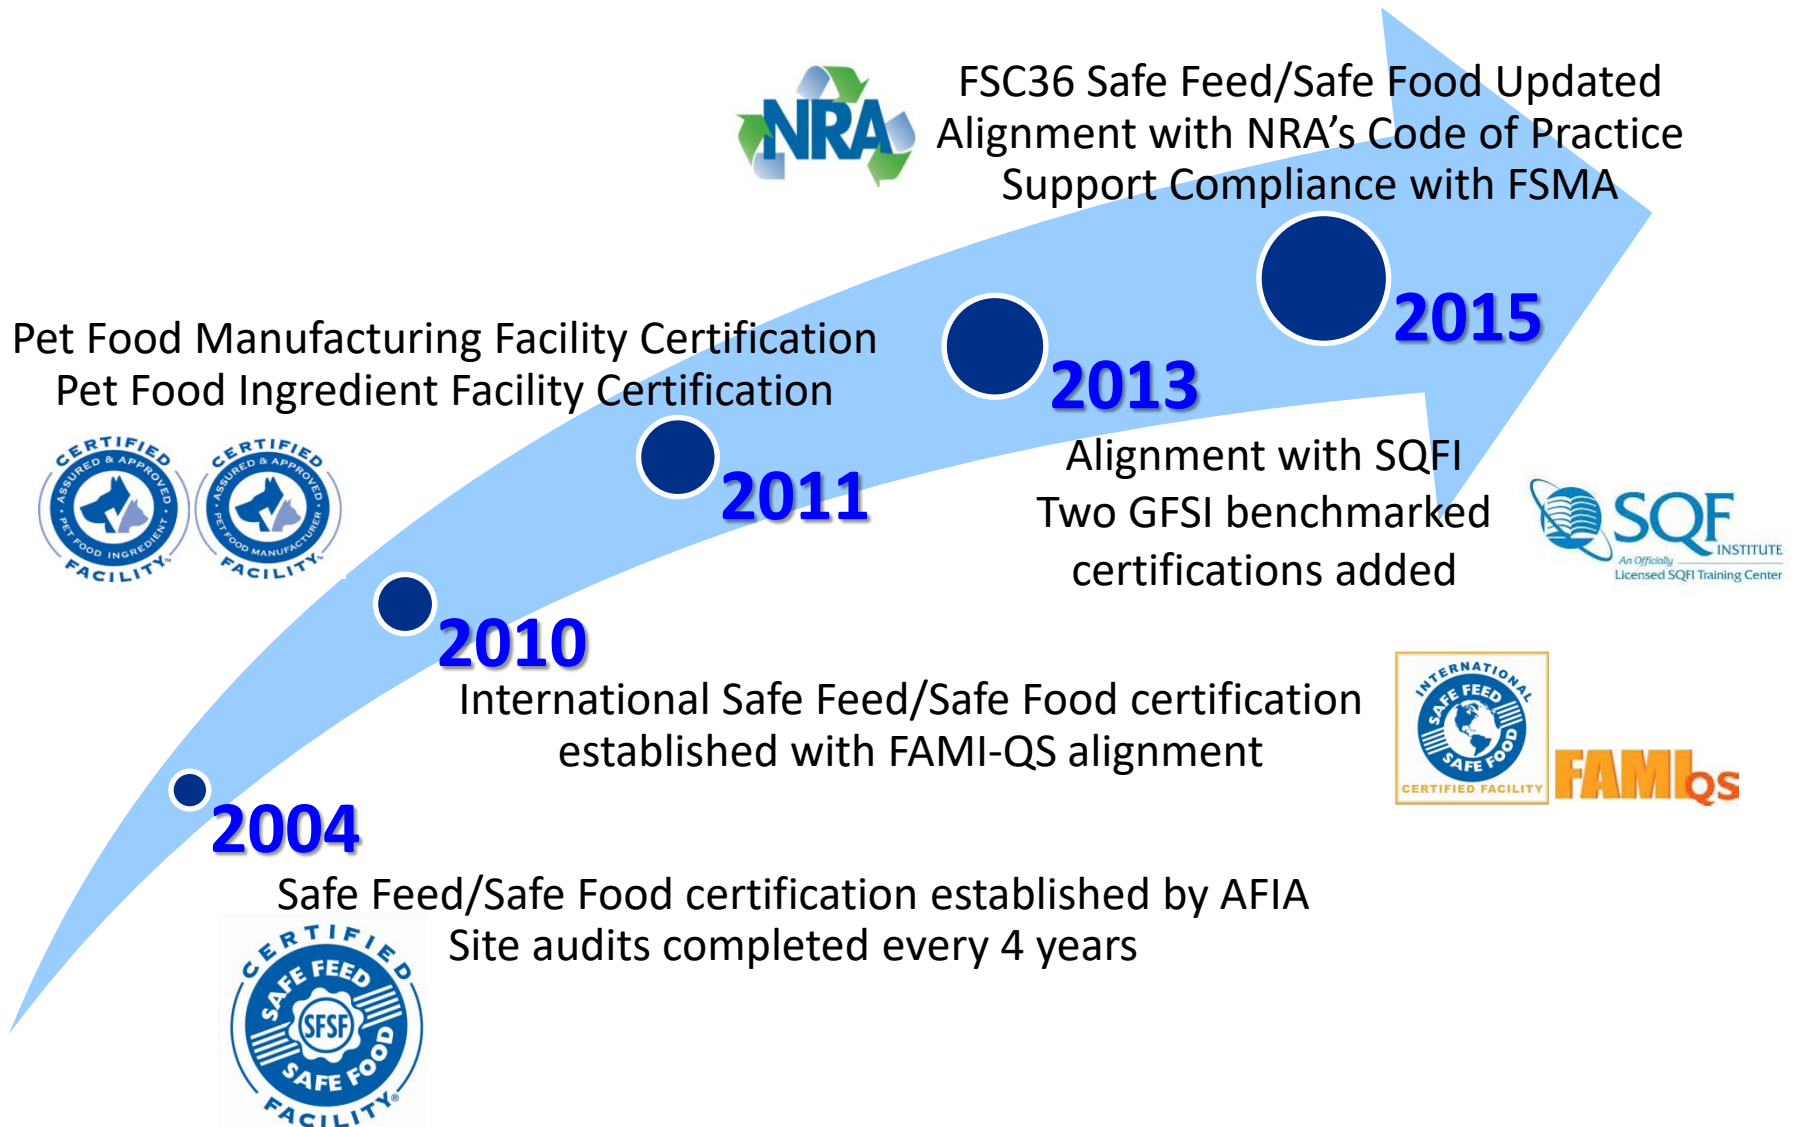 FSC36 Safe Feed/Safe Food Updated
Alignment with NRA's Code of Practice
Support Compliance with FSMA
NRA
2015
Pet Food Manufacturing Facility Certification
Pet Food Ingredient Facility Certification
CERTIFIED
ASSURED & APPROVED
PET FOOD INGREDIENT
FACILITY™
CERTIFIED
ASSURED & APPROVED
PET FOOD MANUFACTURER
FACILITY™
2013
Alignment with SQFI
Two GFSI benchmarked
certifications added
SQF
INSTITUTE
An Officially
Licensed SQFI Training Center
2011
2010
International Safe Feed/Safe Food certification
established with FAMI-QS alignment
INTERNATIONAL
SAFE FEED
SAFE FOOD
CERTIFIED FACILITY
FAMI QS
2004
Safe Feed/Safe Food certification established by AFIA
Site audits completed every 4 years
CERTIFIED
SAFE FEED
SFSF
SAFE FOOD
FACILITY®